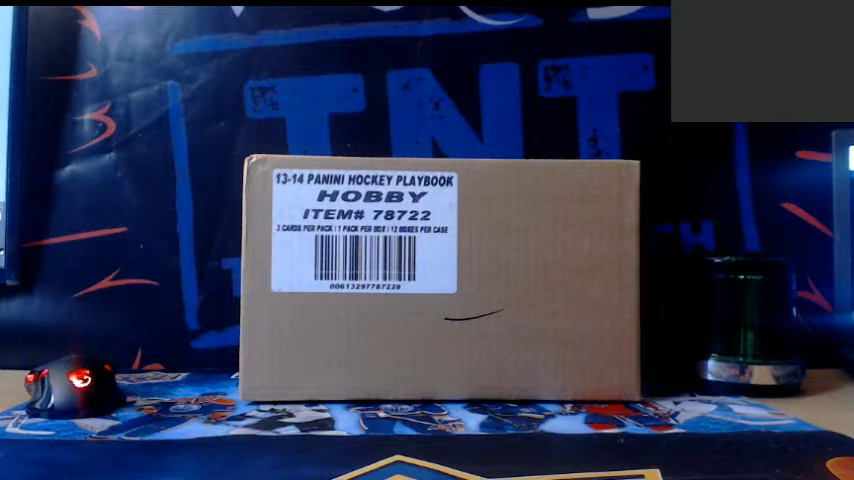 TNT
13-14 PANINI HOCKEY PLAYBOOK
HOBBY
ITEM# 78722
3 CARDS PER PACK / 1 PACK PER BOX / 12 BOXES PER CASE
00613297787228